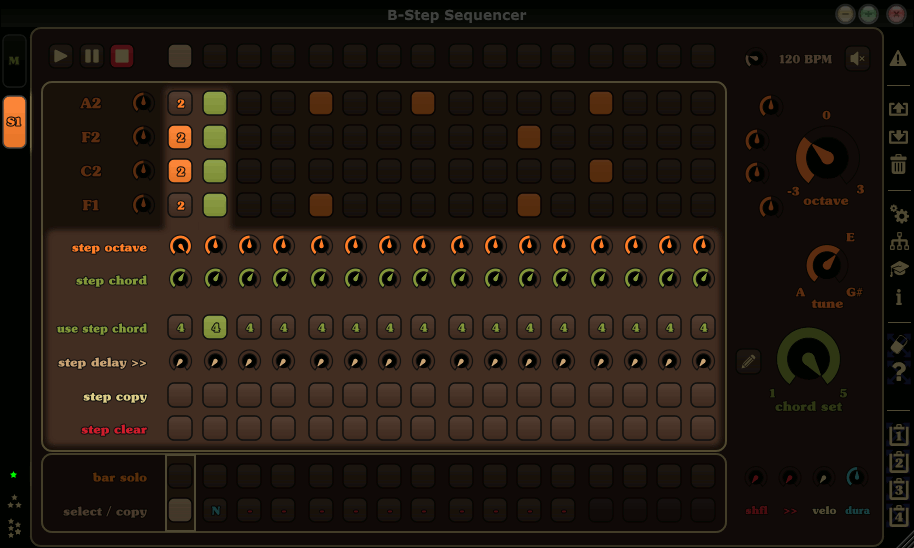 B-Step Sequencer
M
120 BPM
S1
A2 2
F2 2
C2 2
F1 2
0
-3 3
octave
step octave
step chord
E
A G#
tune
use step chord 4 4 4 4 4 4 4 4 4 4 4 4 4 4 4 4
step delay >>
step copy
step clear
1 5
chord set
?
1
2
3
4
bar solo
select / copy N - - - - - - - - - - - - - -
shfl >> velo dura